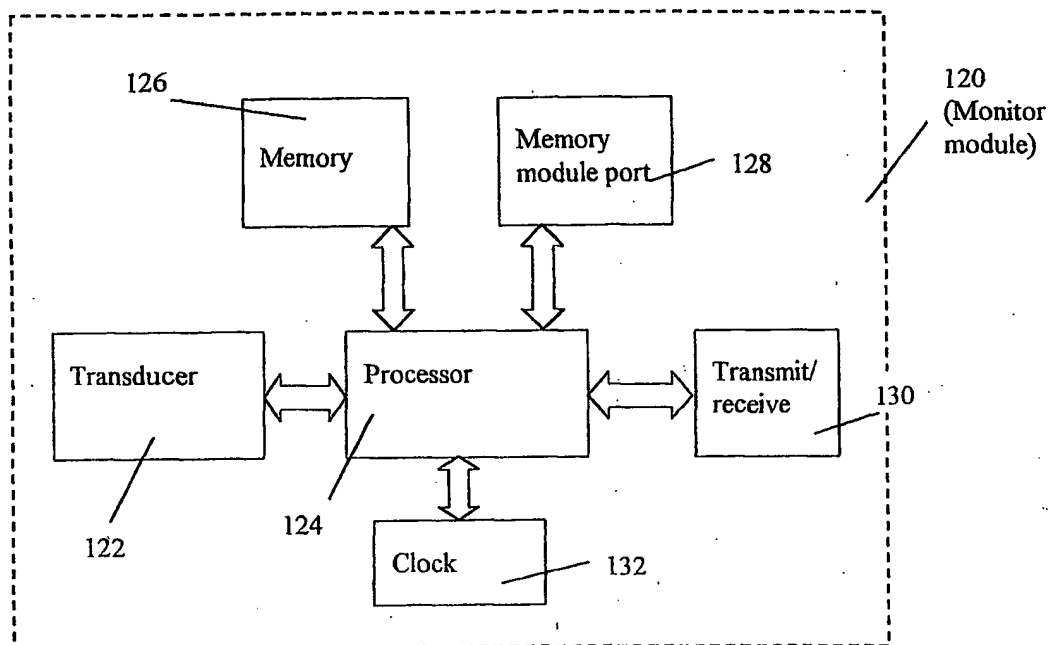 126
120
(Monitor
module)
Memory
Memory
module port
128
Transducer
Processor
Transmit/
receive
130
122
124
Clock
132